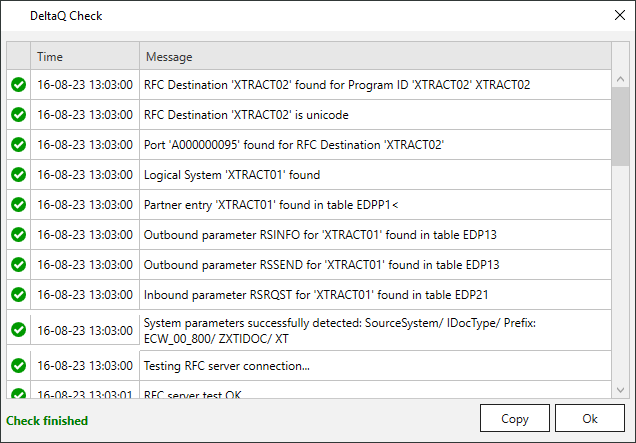 DeltaQ Check
Time Message
16-08-23 13:03:00 RFC Destination 'XTRACT02' found for Program ID 'XTRACT02' XTRACT02
16-08-23 13:03:00 RFC Destination 'XTRACT02' is unicode
16-08-23 13:03:00 Port 'A000000095' found for RFC Destination 'XTRACT02'
16-08-23 13:03:00 Logical System 'XTRACT01' found
16-08-23 13:03:00 Partner entry 'XTRACT01' found in table EDPP1<
16-08-23 13:03:00 Outbound parameter RSINFO for 'XTRACT01' found in table EDP13
16-08-23 13:03:00 Outbound parameter RSSEND for 'XTRACT01' found in table EDP13
16-08-23 13:03:00 Inbound parameter RSRQST for 'XTRACT01' found in table EDP21
16-08-23 13:03:00 System parameters successfully detected: SourceSystem/ IDocType/ Prefix:
ECW_00_800/ ZXTIDOC/ XT
16-08-23 13:03:00 Testing RFC server connection...
16-08-23 13:03:01 RFC server test OK
Check finished
Copy
Ok